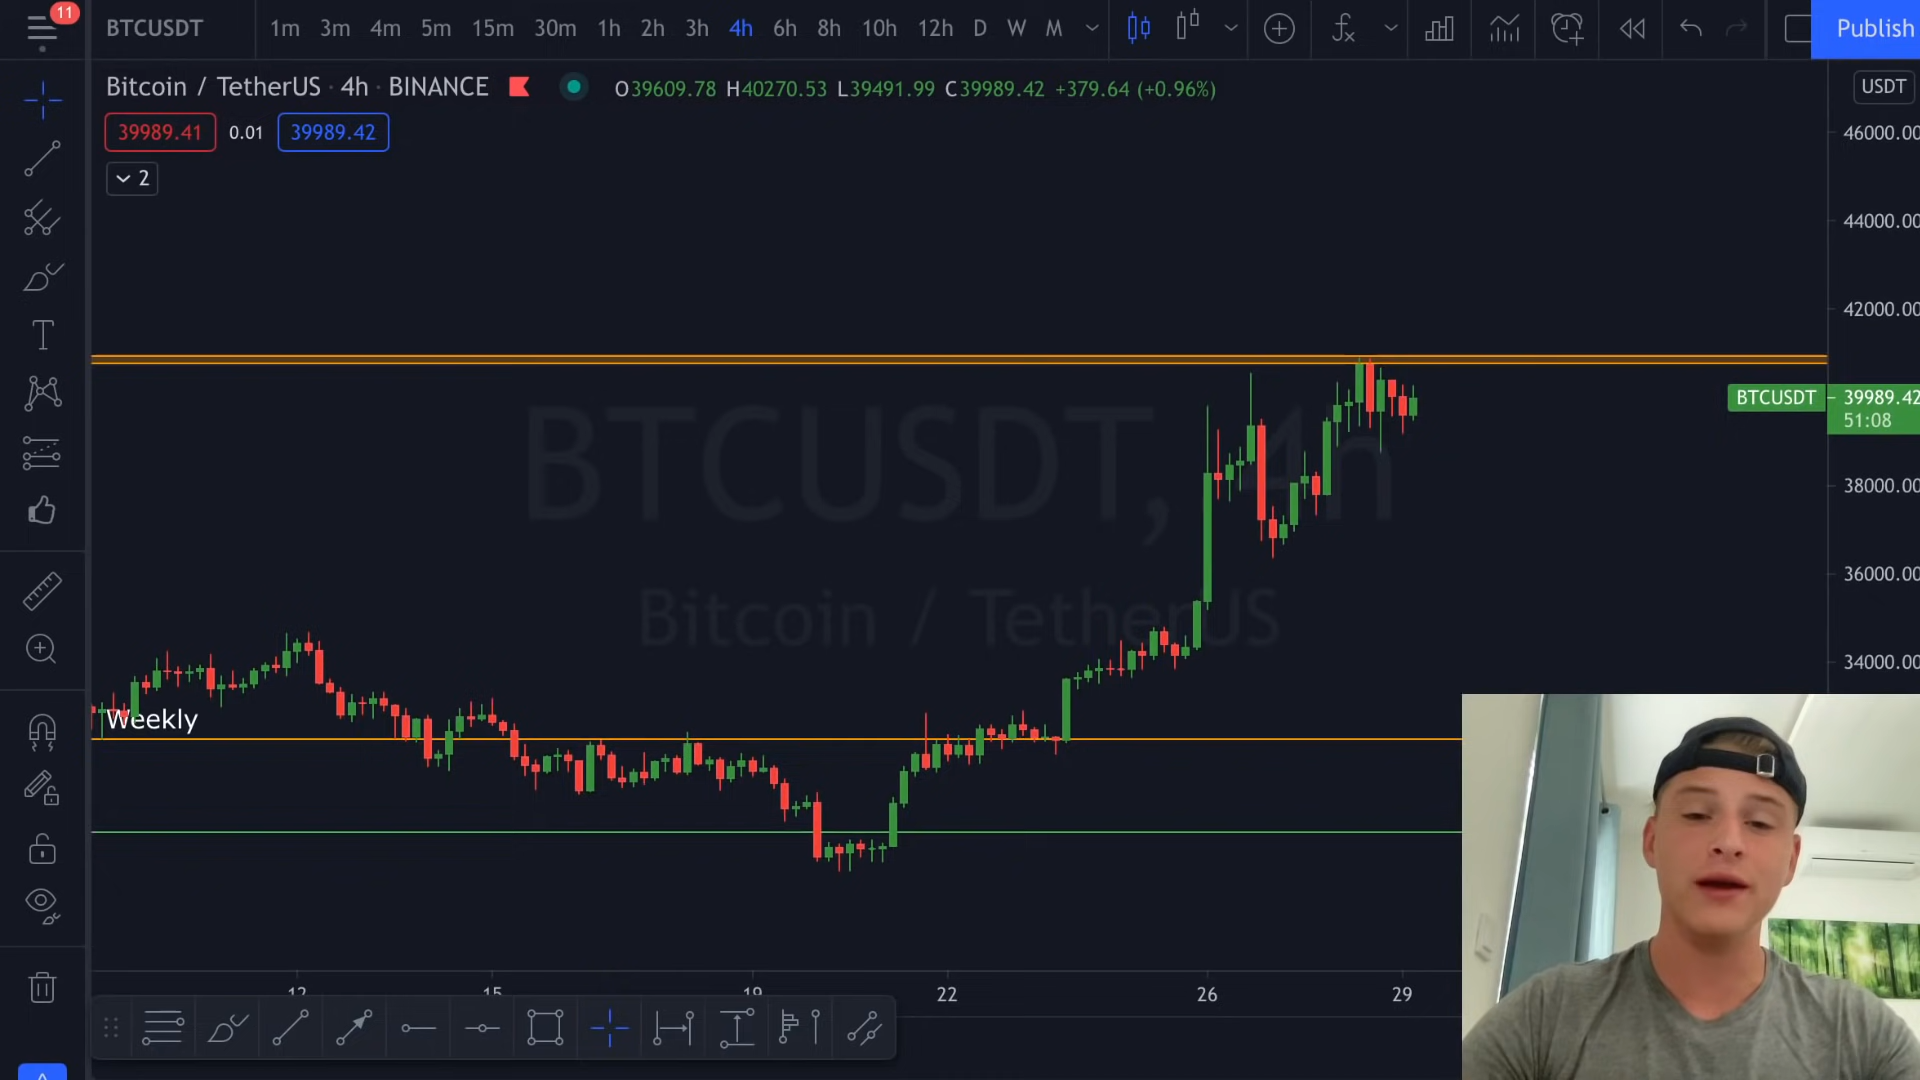 11
BTCUSDT 1m 3m 4m 5m 15m 30m 1h 2h 3h 4h 6h 8h 10h 12h D W M Publish
Bitcoin / TetherUS · 4h · BINANCE O39609.78 H40270.53 L39491.99 C39989.42 +379.64 (+0.96%)
USDT
39989.41 0.01 39989.42
2
46000.00
44000.00
42000.00
BTCUSDT 39989.42
51:08
BTCUSDT, 4h
38000.00
36000.00
Bitcoin / TetherUS
34000.00
Weekly
12 15 19 22 26 29